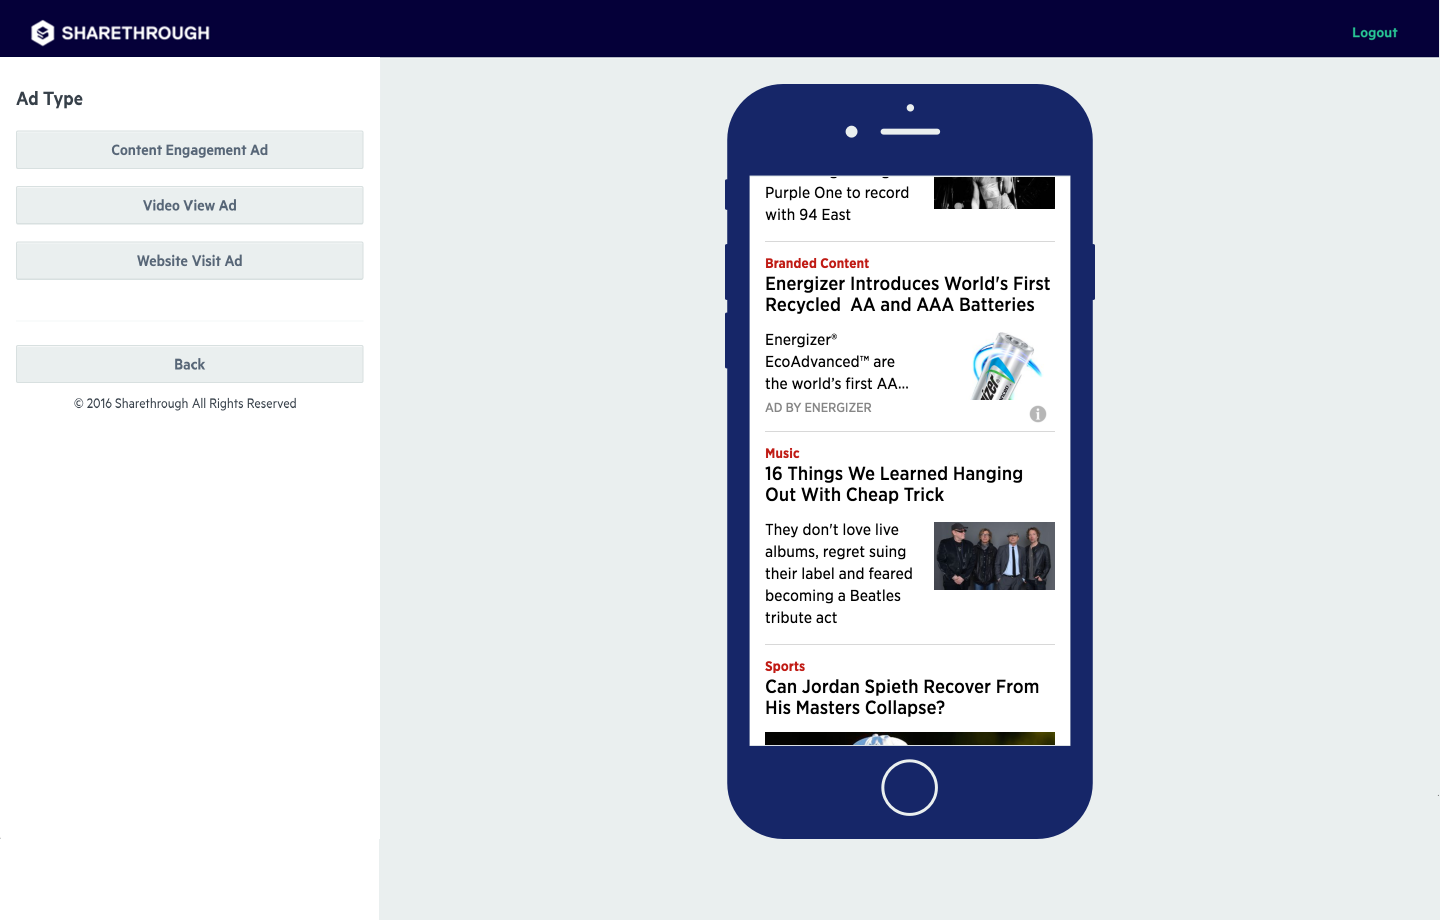 SHARETHROUGH
Logout
Ad Type
Content Engagement Ad
Video View Ad
Website Visit Ad
Back
© 2016 Sharethrough All Rights Reserved
Purple One to record
with 94 East
Branded Content
Energizer Introduces World's First
Recycled  AA and AAA Batteries
Energizer®
EcoAdvanced™ are
the world’s first AA...
AD BY ENERGIZER
Music
16 Things We Learned Hanging
Out With Cheap Trick
They don't love live
albums, regret suing
their label and feared
becoming a Beatles
tribute act
Sports
Can Jordan Spieth Recover From
His Masters Collapse?